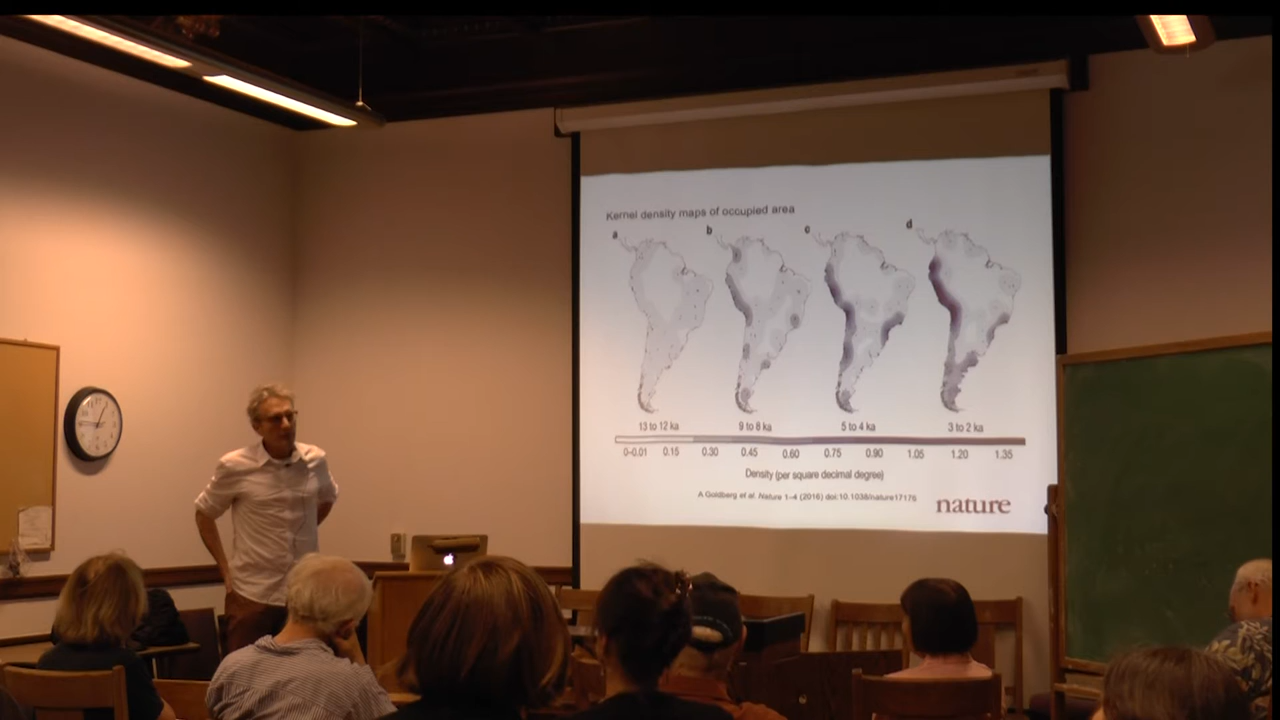 Kernel density maps of occupied area
a b c d
13 to 12 ka 9 to 8 ka 5 to 4 ka 3 to 2 ka
0-0.01 0.15 0.30 0.45 0.60 0.75 0.90 1.05 1.20 1.35
Density (per square decimal degree)
A Goldberg et al. Nature 1–4 (2016) doi:10.1038/nature17176
nature